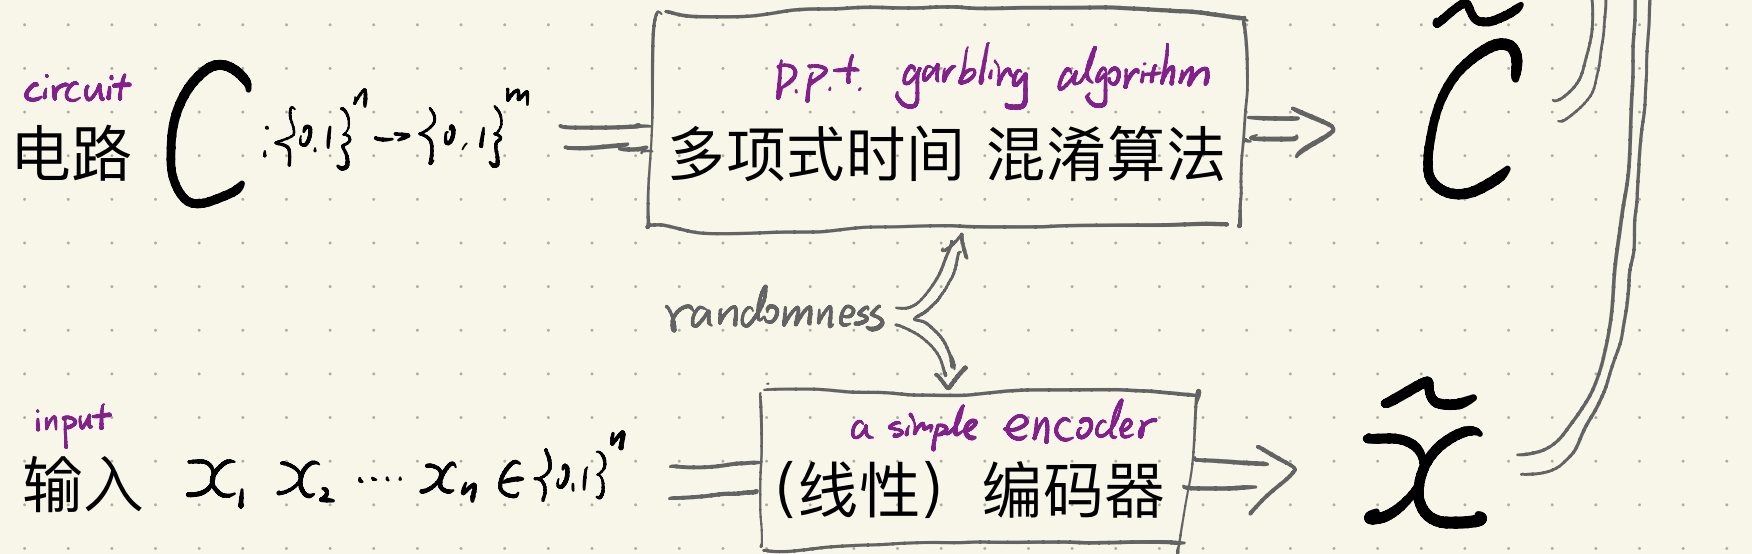 circuit
电路 C : {0,1}ⁿ → {0,1}ᵐ
p.p.t. garbling algorithm
多项式时间 混淆算法
C̃
randomness
input
输入 x₁ x₂ ⋯ xₙ ∈ {0,1}ⁿ
a simple encoder
(线性) 编码器
x̃